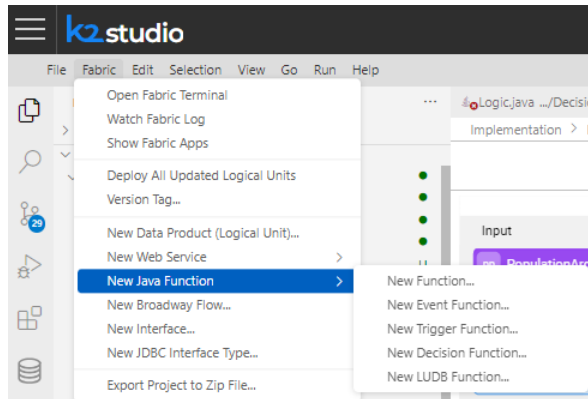 k2studio
File Fabric Edit Selection View Go Run Help
Open Fabric Terminal
Watch Fabric Log
Show Fabric Apps
Deploy All Updated Logical Units
Version Tag...
New Data Product (Logical Unit)...
New Web Service
New Java Function
New Broadway Flow...
New Interface...
New JDBC Interface Type...
Export Project to Zip File...
New Function...
New Event Function...
New Trigger Function...
New Decision Function...
New LUDB Function...
... Logic.java .../Decisi
Implementation >
Input
PopulationArg
29